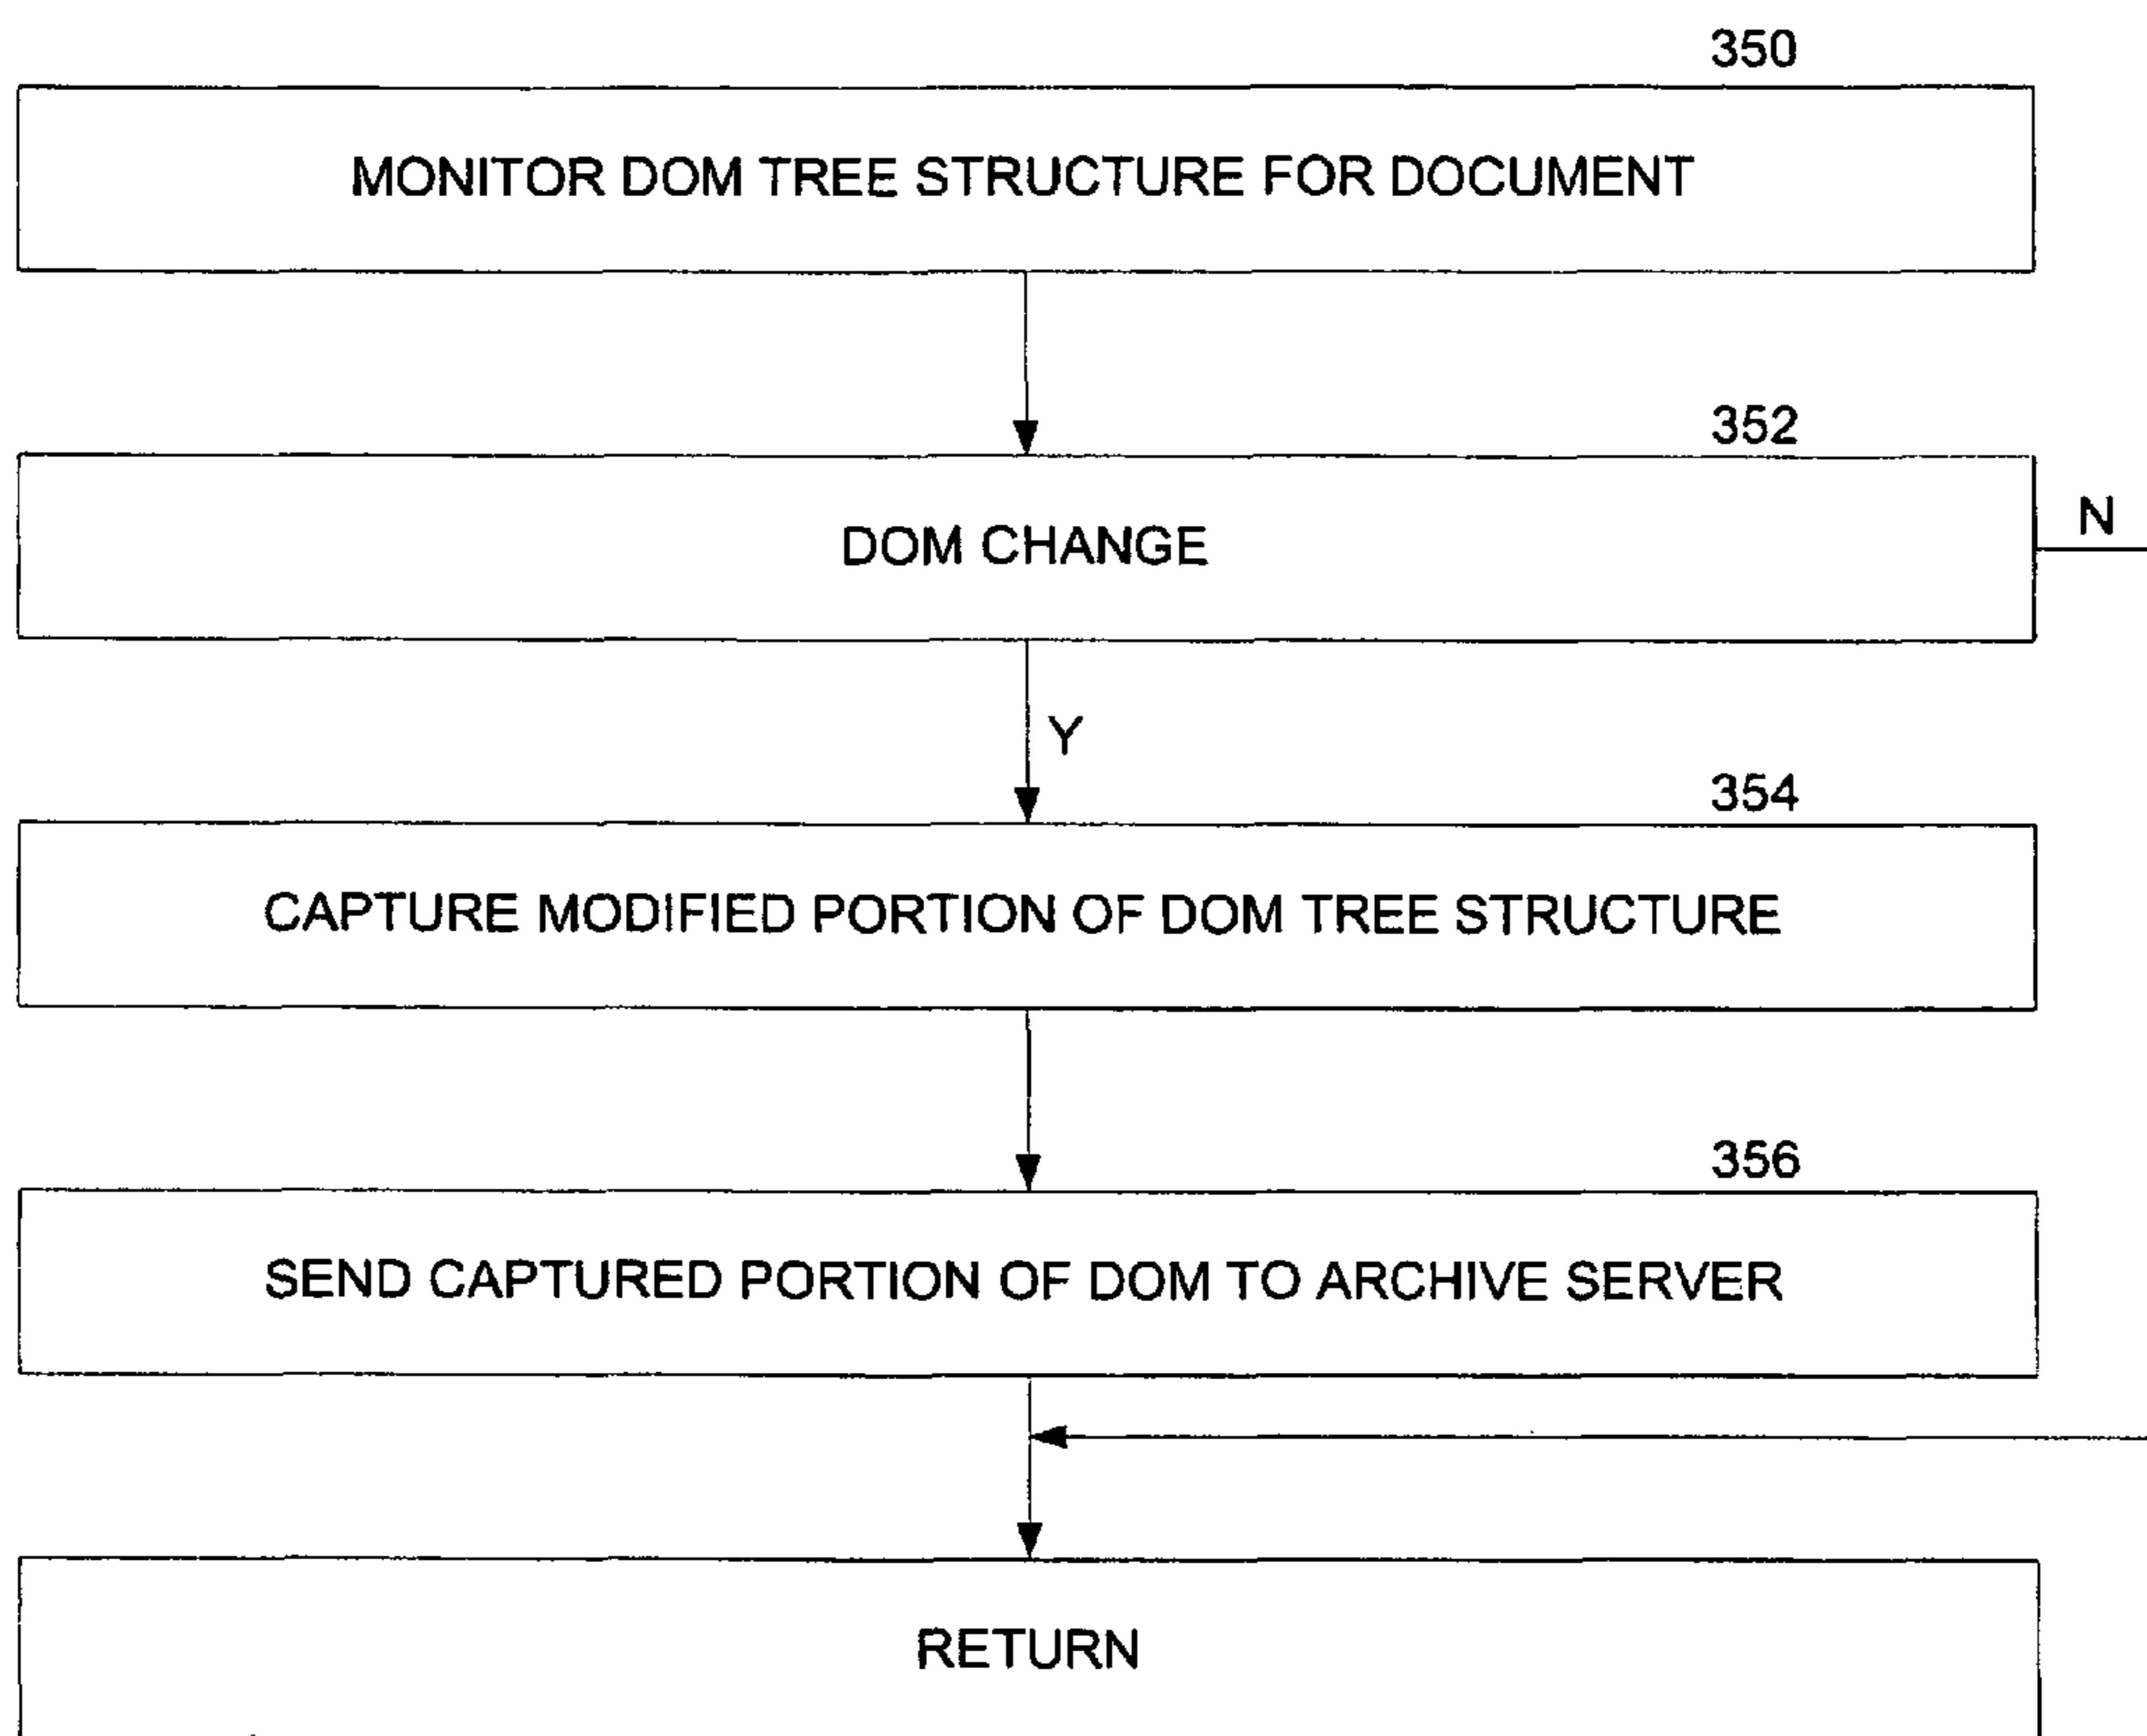 350
MONITOR DOM TREE STRUCTURE FOR DOCUMENT
352
DOM CHANGE
N
Y
354
CAPTURE MODIFIED PORTION OF DOM TREE STRUCTURE
356
SEND CAPTURED PORTION OF DOM TO ARCHIVE SERVER
RETURN